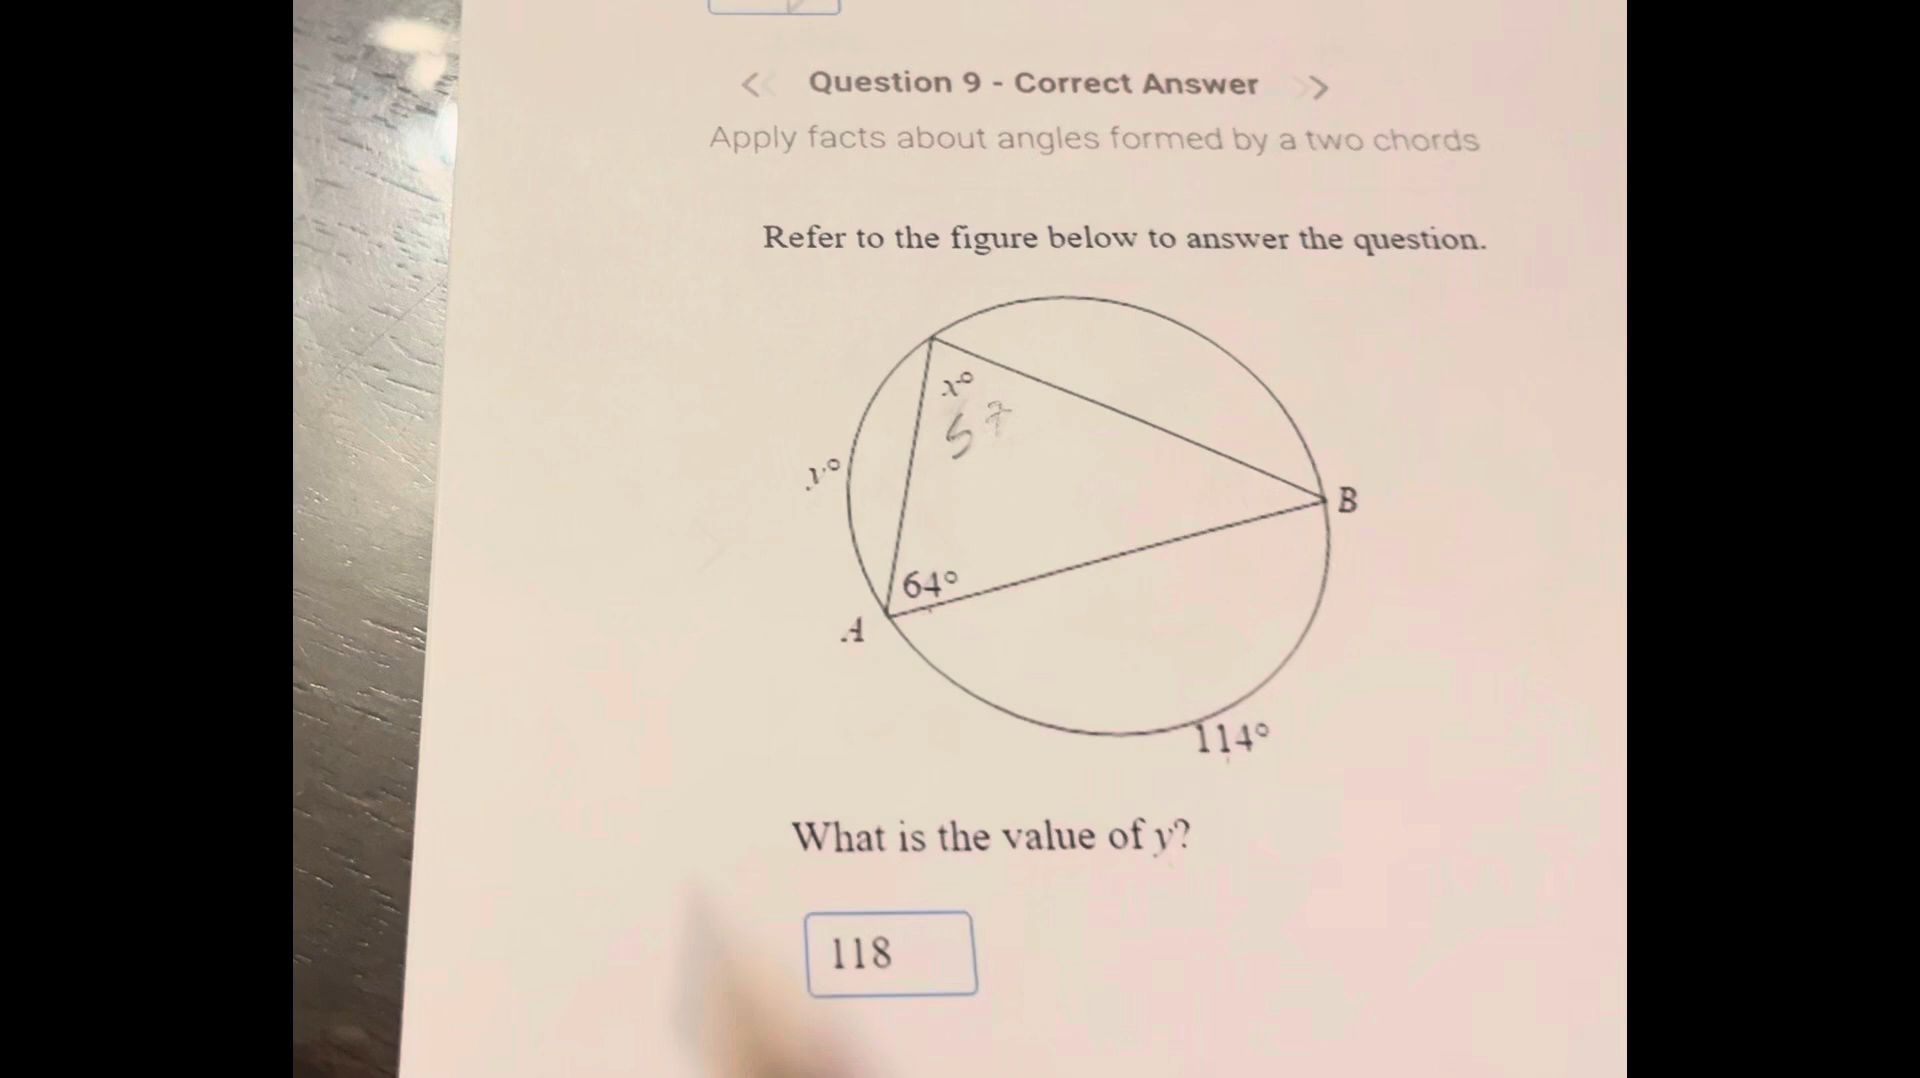 Question 9 - Correct Answer
Apply facts about angles formed by a two chords
Refer to the figure below to answer the question.
x°
57
y°
B
64°
A
114°
What is the value of y?
118